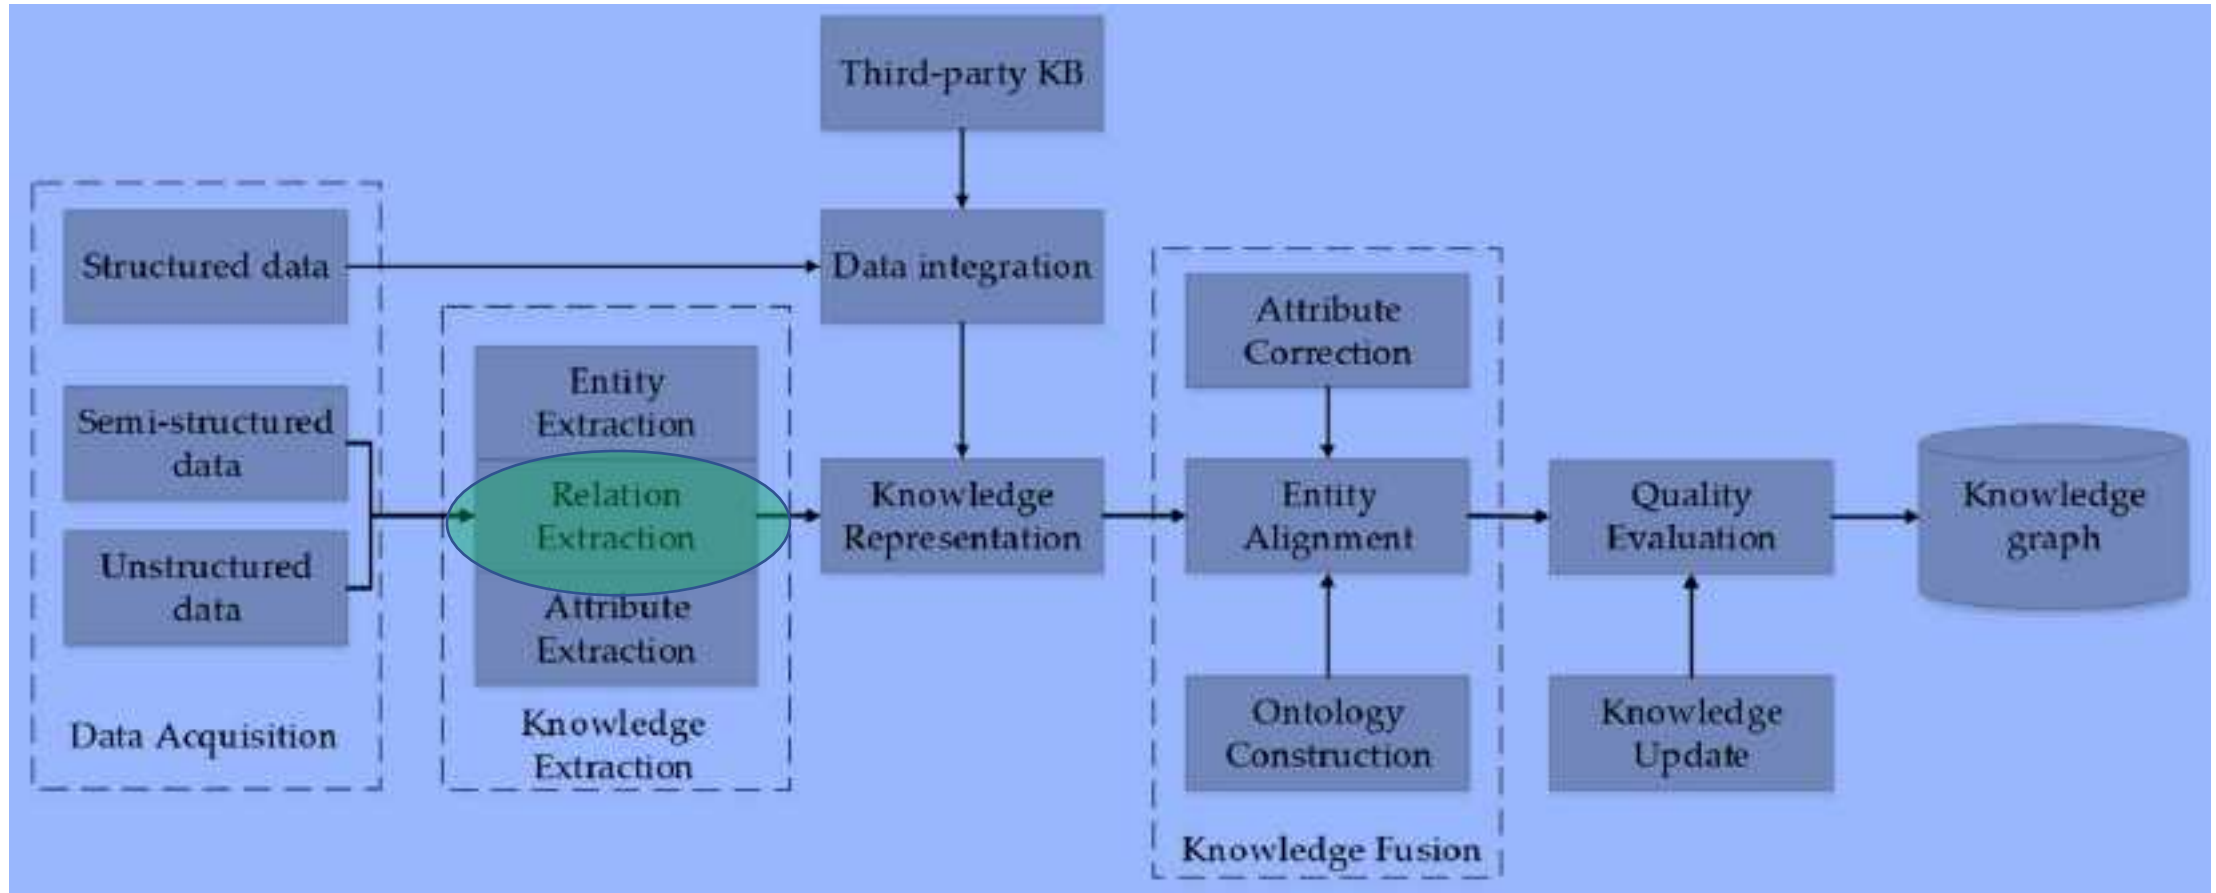 Third-party KB
Structured data
Data integration
Semi-structured
data
Unstructured
data
Data Acquisition
Entity
Extraction
Relation
Extraction
Attribute
Extraction
Knowledge
Extraction
Knowledge
Representation
Attribute
Correction
Entity
Alignment
Ontology
Construction
Knowledge Fusion
Quality
Evaluation
Knowledge
Update
Knowledge
graph